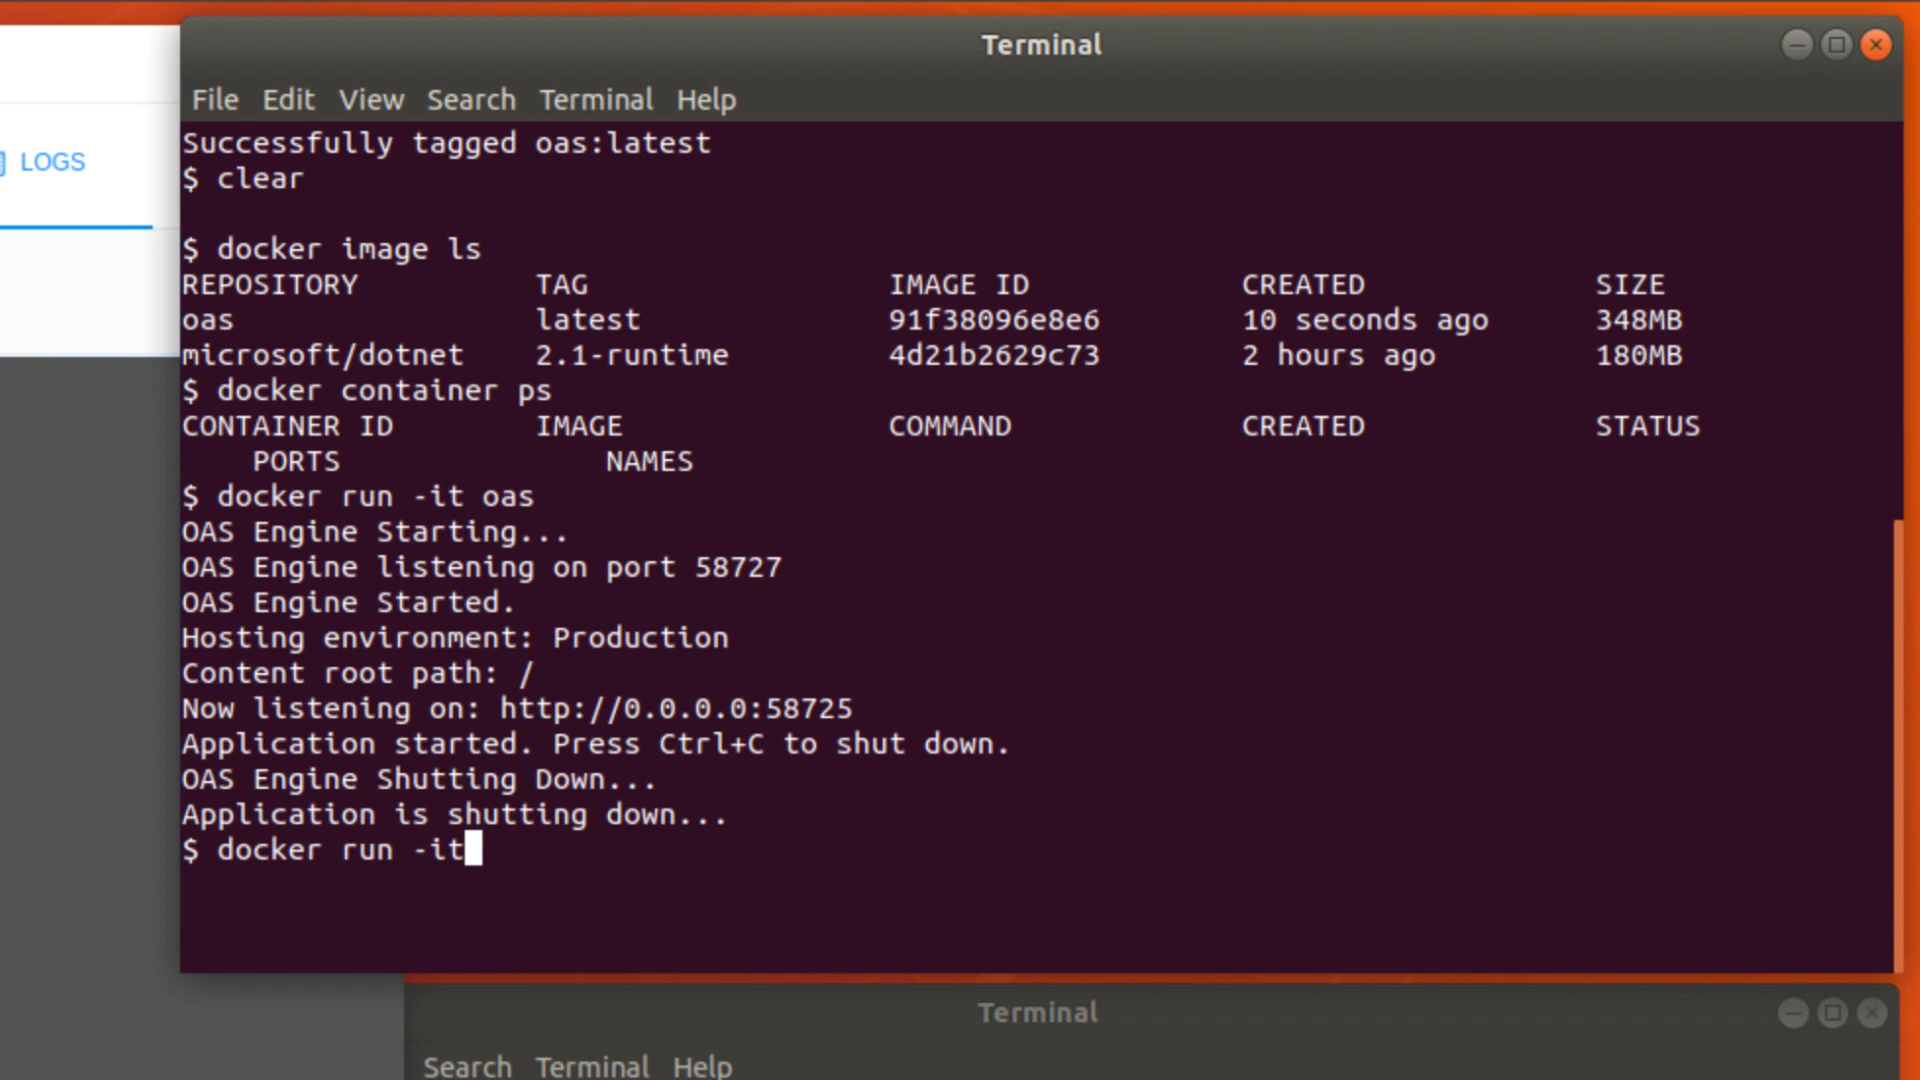 Terminal
File Edit View Search Terminal Help
LOGS
Successfully tagged oas:latest
$ clear
$ docker image ls
REPOSITORY TAG IMAGE ID CREATED SIZE
oas latest 91f38096e8e6 10 seconds ago 348MB
microsoft/dotnet 2.1-runtime 4d21b2629c73 2 hours ago 180MB
$ docker container ps
CONTAINER ID IMAGE COMMAND CREATED STATUS
PORTS NAMES
$ docker run -it oas
OAS Engine Starting...
OAS Engine listening on port 58727
OAS Engine Started.
Hosting environment: Production
Content root path: /
Now listening on: http://0.0.0.0:58725
Application started. Press Ctrl+C to shut down.
OAS Engine Shutting Down...
Application is shutting down...
$ docker run -it
Terminal
Search Terminal Help